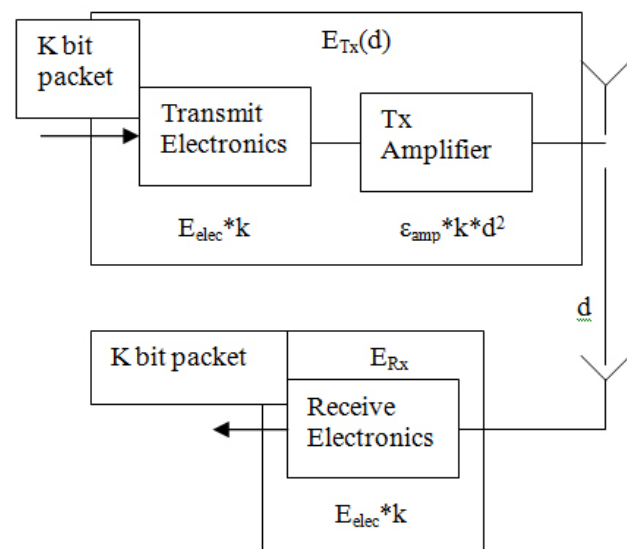 K bit
packet
E_Tx(d)
Transmit
Electronics
Tx
Amplifier
E_elec*k
ε_amp*k*d²
d
K bit packet
E_Rx
Receive
Electronics
E_elec*k